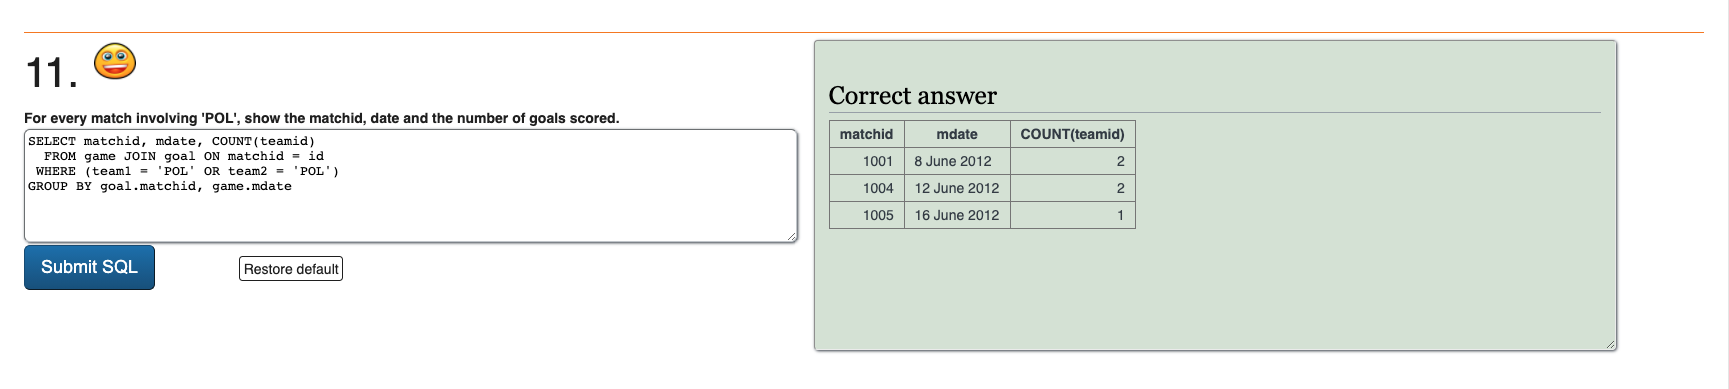 11.
For every match involving 'POL', show the matchid, date and the number of goals scored.
SELECT matchid, mdate, COUNT(teamid)
FROM game JOIN goal ON matchid = id
WHERE (team1 = 'POL' OR team2 = 'POL')
GROUP BY goal.matchid, game.mdate
Submit SQL
Restore default
Correct answer
matchid mdate COUNT(teamid)
1001 8 June 2012 2
1004 12 June 2012 2
1005 16 June 2012 1